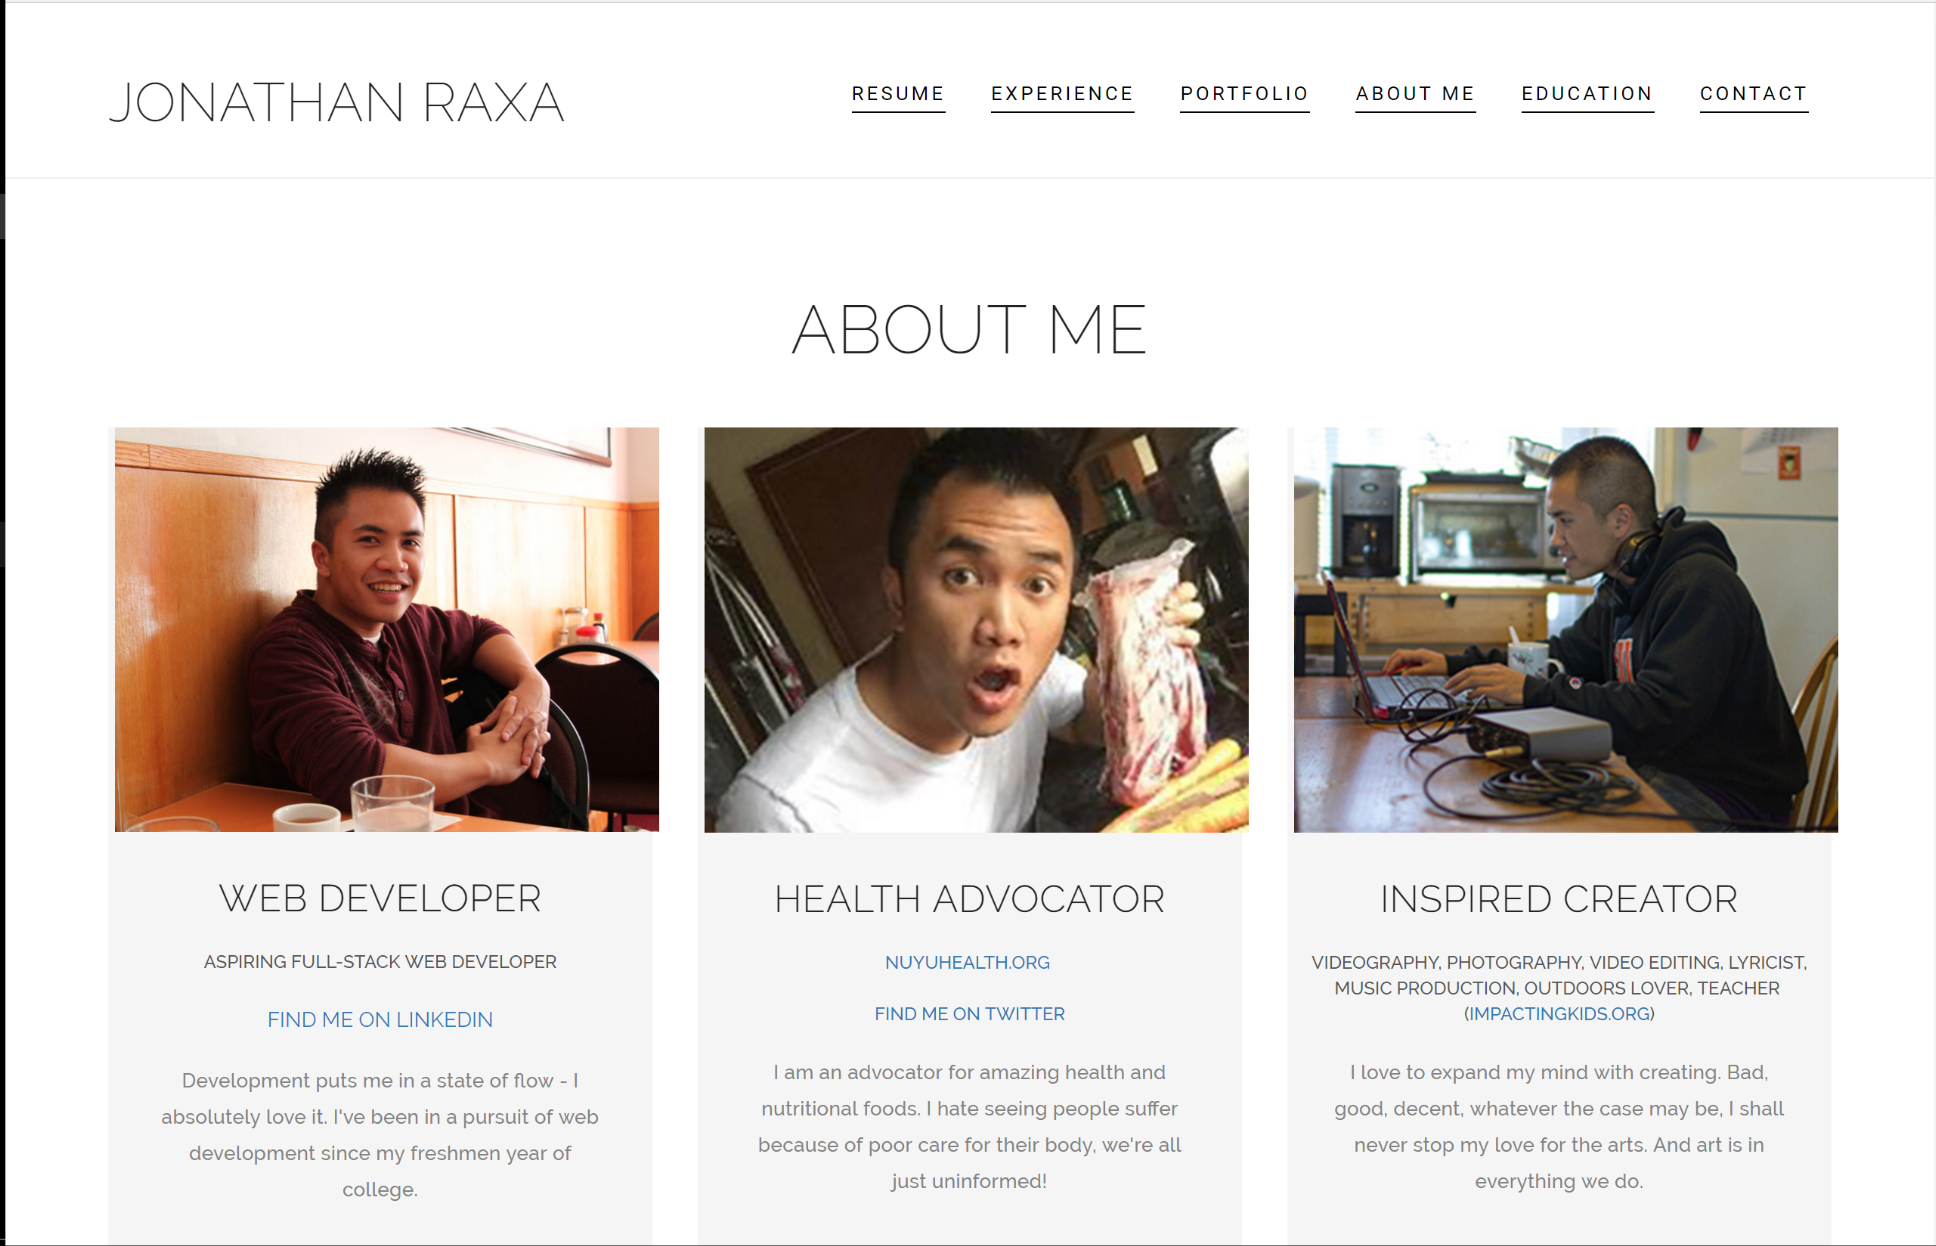 JONATHAN RAXA
RESUME EXPERIENCE PORTFOLIO ABOUT ME EDUCATION CONTACT
ABOUT ME
WEB DEVELOPER
ASPIRING FULL-STACK WEB DEVELOPER
FIND ME ON LINKEDIN
Development puts me in a state of flow - I
absolutely love it. I've been in a pursuit of web
development since my freshmen year of
college.
HEALTH ADVOCATOR
NUYUHEALTH.ORG
FIND ME ON TWITTER
I am an advocator for amazing health and
nutritional foods. I hate seeing people suffer
because of poor care for their body, we're all
just uninformed!
INSPIRED CREATOR
VIDEOGRAPHY, PHOTOGRAPHY, VIDEO EDITING, LYRICIST,
MUSIC PRODUCTION, OUTDOORS LOVER, TEACHER
(IMPACTINGKIDS.ORG)
I love to expand my mind with creating. Bad,
good, decent, whatever the case may be, I shall
never stop my love for the arts. And art is in
everything we do.